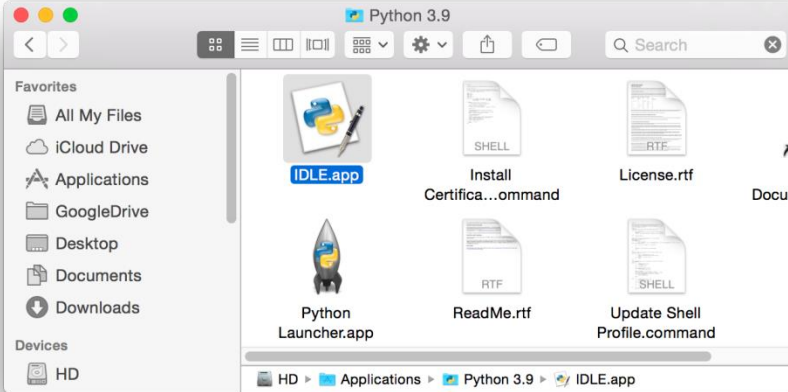 Python 3.9
Search
Favorites
All My Files
iCloud Drive
Applications
GoogleDrive
Desktop
Documents
Downloads
Devices
HD
IDLE.app
SHELL
Install
Certifica...ommand
RTF
License.rtf
Docu
Python
Launcher.app
RTF
ReadMe.rtf
SHELL
Update Shell
Profile.command
HD ▸ Applications ▸ Python 3.9 ▸ IDLE.app